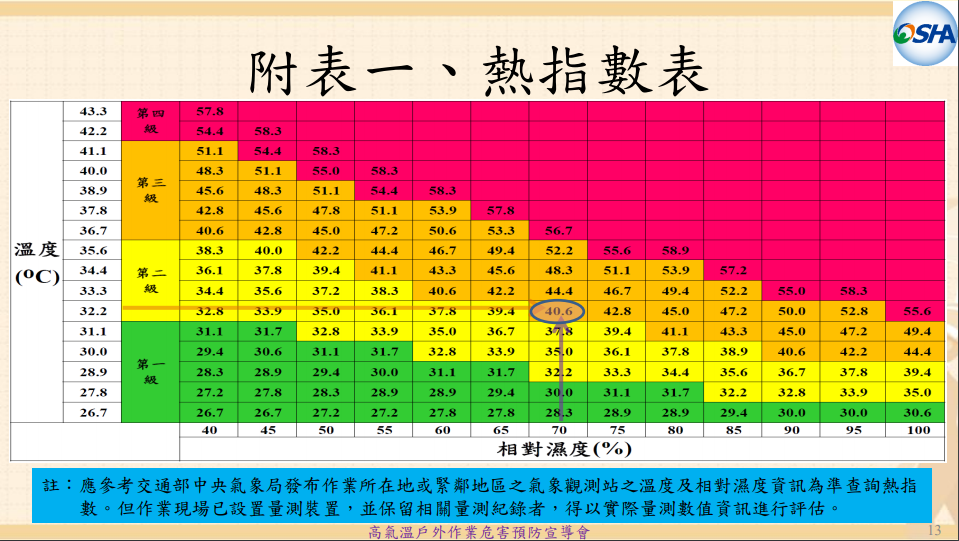 OSHA
附表一、熱指數表
43.3 第四 57.8
42.2 級 54.4 58.3
41.1 51.1 54.4 58.3
40.0 48.3 51.1 55.0 58.3
38.9 第三 45.6 48.3 51.1 54.4 58.3
37.8 級 42.8 45.6 47.8 51.1 53.9 57.8
36.7 40.6 42.8 45.0 47.2 50.6 53.3 56.7
溫度 35.6 38.3 40.0 42.2 44.4 46.7 49.4 52.2 55.6 58.9
(ºC) 34.4 第二 36.1 37.8 39.4 41.1 43.3 45.6 48.3 51.1 53.9 57.2
33.3 級 34.4 35.6 37.2 38.3 40.6 42.2 44.4 46.7 49.4 52.2 55.0 58.3
32.2 32.8 33.9 35.0 36.1 37.8 39.4 40.6 42.8 45.0 47.2 50.0 52.8 55.6
31.1 31.1 31.7 32.8 33.9 35.0 36.7 37.8 39.4 41.1 43.3 45.0 47.2 49.4
30.0 29.4 30.6 31.1 31.7 32.8 33.9 35.0 36.1 37.8 38.9 40.6 42.2 44.4
28.9 第一 28.3 28.9 29.4 30.0 31.1 31.7 32.2 33.3 34.4 35.6 36.7 37.8 39.4
27.8 級 27.2 27.8 28.3 28.9 28.9 29.4 30.0 31.1 31.7 32.2 32.8 33.9 35.0
26.7 26.7 26.7 27.2 27.2 27.8 27.8 28.3 28.9 28.9 29.4 30.0 30.0 30.6
40 45 50 55 60 65 70 75 80 85 90 95 100
相對濕度(%)
註：應參考交通部中央氣象局發布作業所在地或緊鄰地區之氣象觀測站之溫度及相對濕度資訊為準查詢熱指
數。但作業現場已設置量測裝置，並保留相關量測紀錄者，得以實際量測數值資訊進行評估。
高氣溫戶外作業危害預防宣導會
13